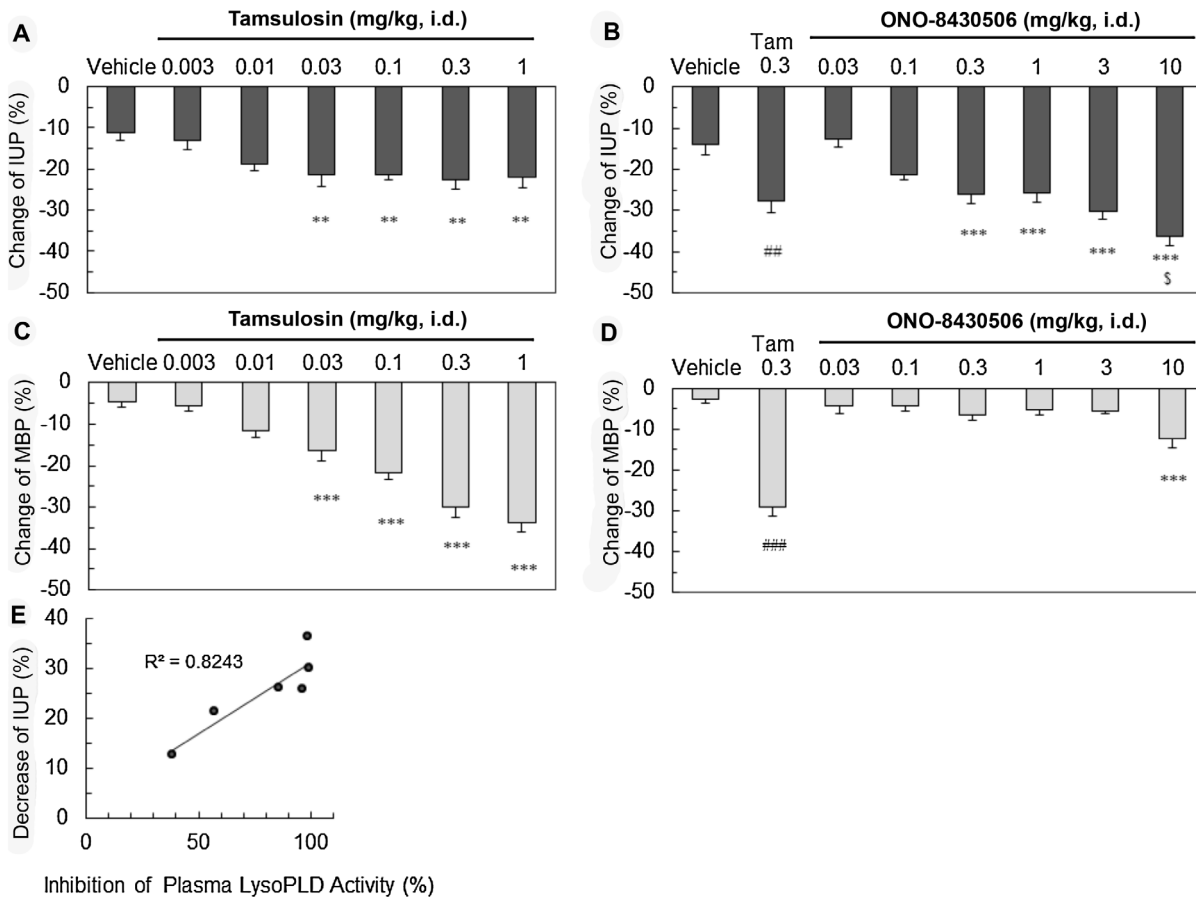 A
Tamsulosin (mg/kg, i.d.)
Vehicle 0.003 0.01 0.03 0.1 0.3 1
Change of IUP (%)
0
-10
-20
-30
-40
-50
** ** ** **
B
ONO-8430506 (mg/kg, i.d.)
Tam
Vehicle 0.3 0.03 0.1 0.3 1 3 10
Change of IUP (%)
0
-10
-20
-30
-40
-50
## *** *** *** ***
$
C
Tamsulosin (mg/kg, i.d.)
Vehicle 0.003 0.01 0.03 0.1 0.3 1
Change of MBP (%)
0
-10
-20
-30
-40
-50
*** *** *** ***
D
ONO-8430506 (mg/kg, i.d.)
Tam
Vehicle 0.3 0.03 0.1 0.3 1 3 10
Change of MBP (%)
0
-10
-20
-30
-40
-50
### ***
E
Decrease of IUP (%)
40
30
20
10
0
R² = 0.8243
0 50 100
Inhibition of Plasma LysoPLD Activity (%)